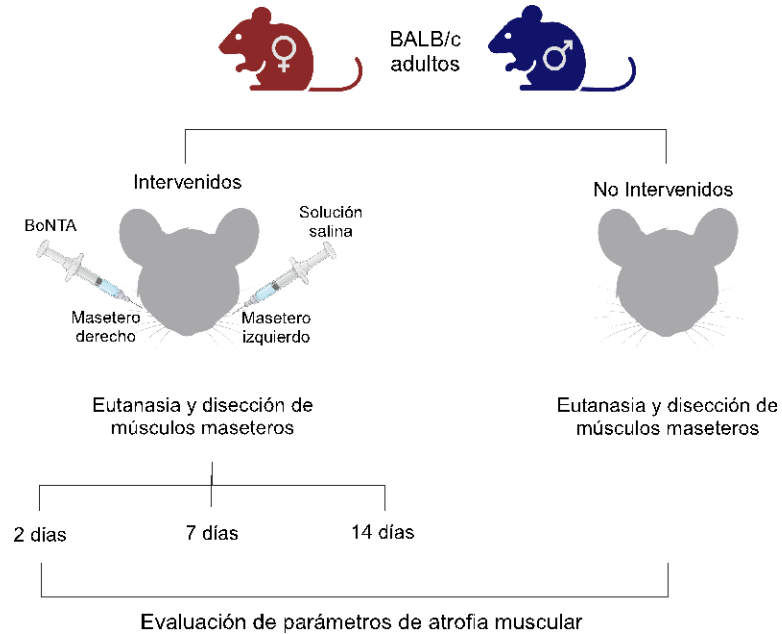 BALB/c
adultos
Intervenidos
No Intervenidos
BoNTA
Solución
salina
Masetero
derecho
Masetero
izquierdo
Eutanasia y disección de
músculos maseteros
Eutanasia y disección de
músculos maseteros
2 días
7 días
14 días
Evaluación de parámetros de atrofia muscular